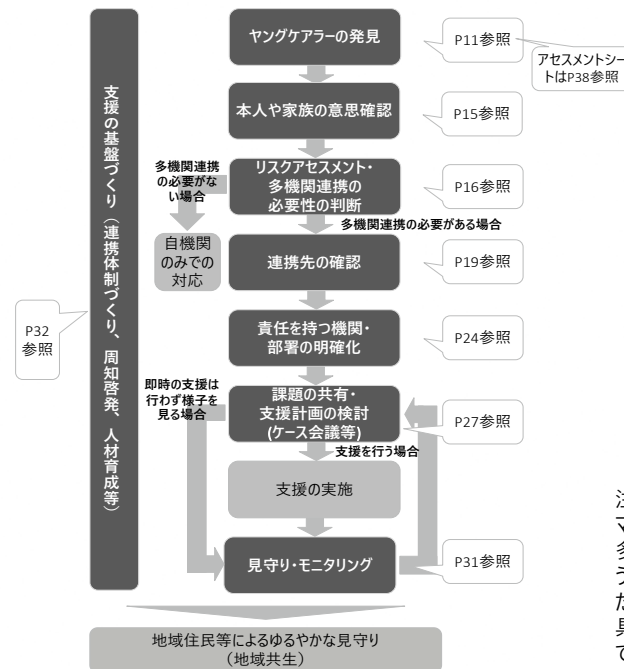 ヤングケアラーの発見
P11参照
アセスメントシー
トはP38参照
本人や家族の意思確認
P15参照
多機関連携
の必要がな
い場合
リスクアセスメント・
多機関連携の
必要性の判断
P16参照
多機関連携の必要がある場合
自機関
のみでの
対応
連携先の確認
P19参照
支援の基盤づくり（連携体制づくり、周知啓発、人材育成等）
P32
参照
責任を持つ機関・
部署の明確化
P24参照
即時の支援は
行わず様子を
見る場合
課題の共有・
支援計画の検討
(ケース会議等)
P27参照
支援を行う場合
支援の実施
見守り・モニタリング
P31参照
地域住民等によるゆるやかな見守り
（地域共生）